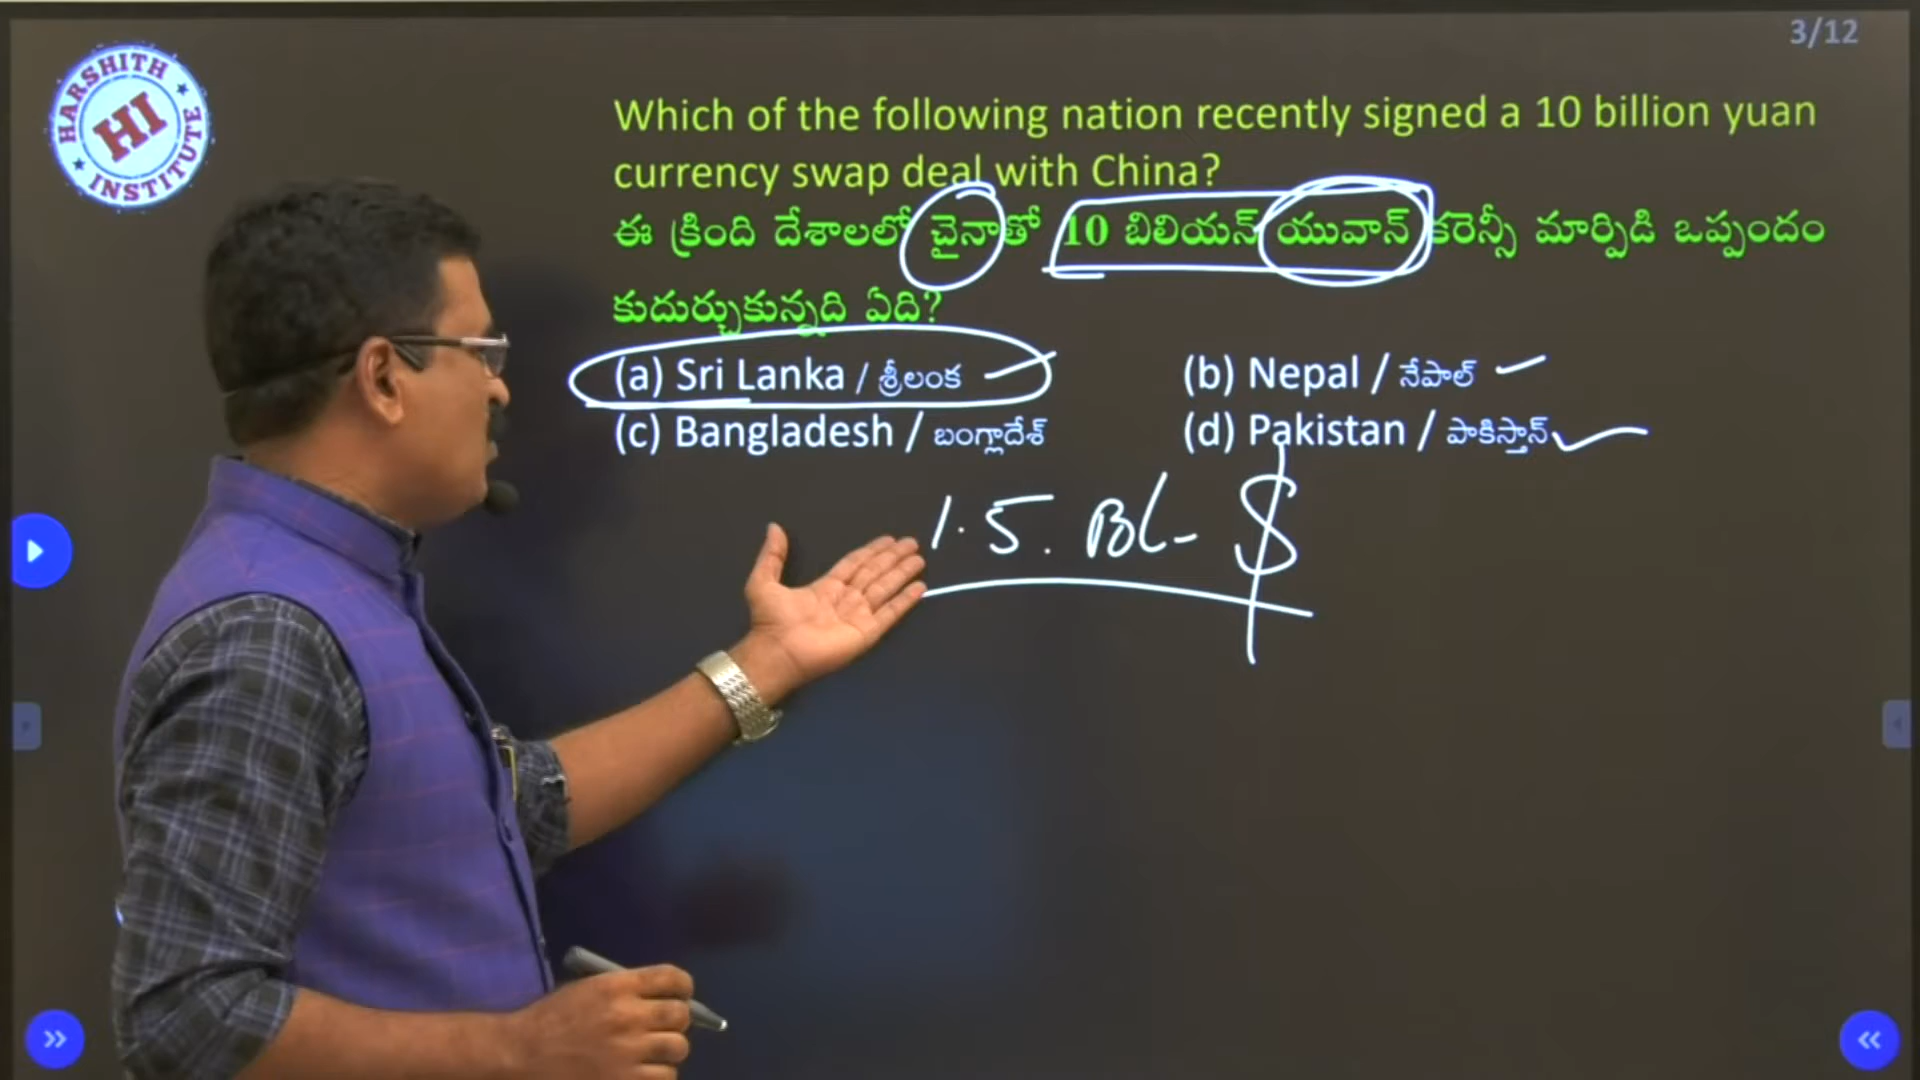 3/12
HARSHITH
HI
INSTITUTE
Which of the following nation recently signed a 10 billion yuan
currency swap deal with China?
ఈ క్రింది దేశాలలో చైనాతో 10 బిలియన్ యువాన్ కరెన్సీ మార్పిడి ఒప్పందం
కుదుర్చుకున్నది ఏది?
(a) Sri Lanka / శ్రీలంక (b) Nepal / నేపాల్
(c) Bangladesh / బంగ్లాదేశ్ (d) Pakistan / పాకిస్తాన్
1.5. BL- $